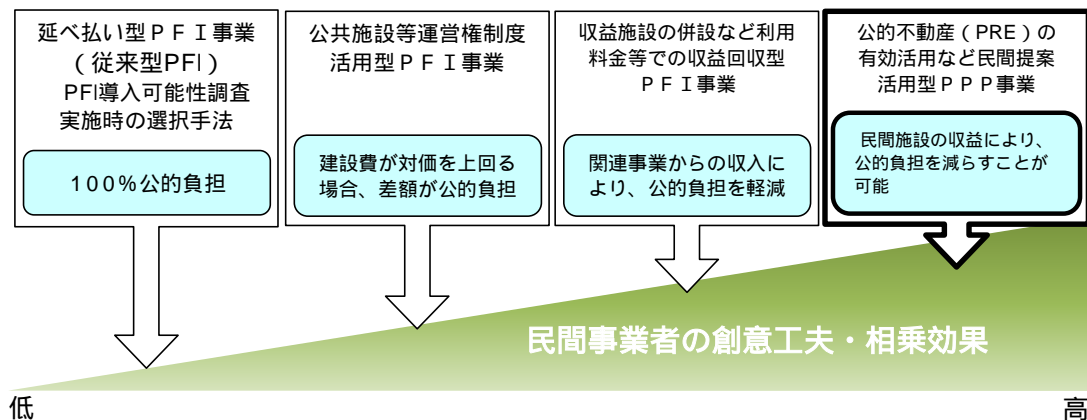 延べ払い型ＰＦＩ事業
（従来型PFI）
PFI導入可能性調査
実施時の選択手法
１００％公的負担
公共施設等運営権制度
活用型ＰＦＩ事業
建設費が対価を上回る
場合、差額が公的負担
収益施設の併設など利用
料金等での収益回収型
ＰＦＩ事業
関連事業からの収入に
より、公的負担を軽減
公的不動産（PRE）の
有効活用など民間提案
活用型ＰＰＰ事業
民間施設の収益により、
公的負担を減らすことが
可能
民間事業者の創意工夫・相乗効果
低
高